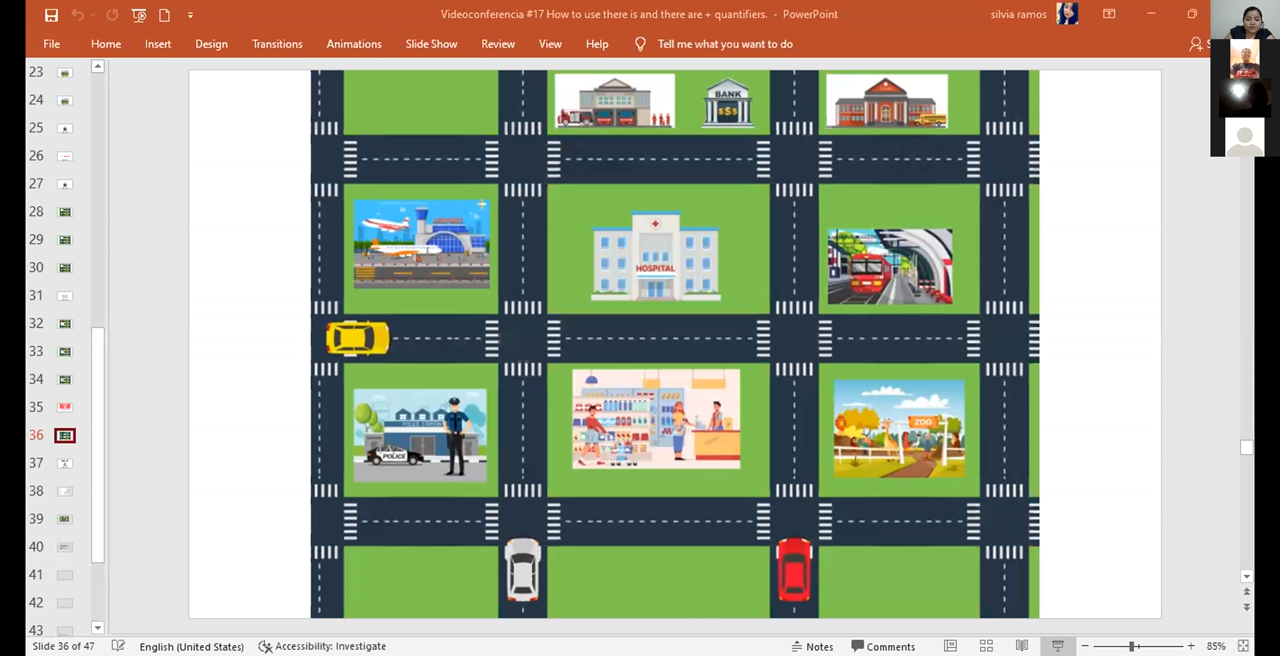 Videoconferencia #17 How to use there is and there are + quantifiers. - PowerPoint
silvia ramos
File Home Insert Design Transitions Animations Slide Show Review View Help Tell me what you want to do
23
24
25
26
27
28
29
30
31
32
33
34
35
36
37
38
39
40
41
42
43
BANK
$$$
HOSPITAL
POLICE STATION
POLICE
ZOO
Slide 36 of 47 English (United States) Accessibility: Investigate Notes Comments 85%